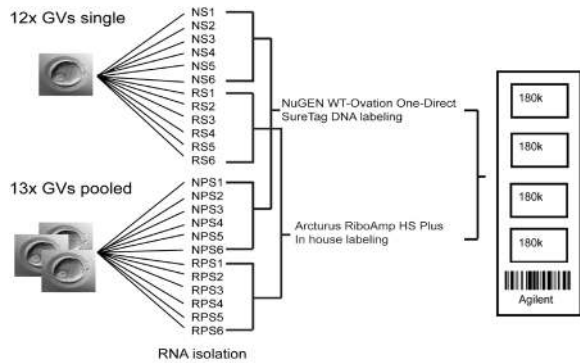 12x GVs single
NS1
NS2
NS3
NS4
NS5
NS6
RS1
RS2
RS3
RS4
RS5
RS6
13x GVs pooled
NPS1
NPS2
NPS3
NPS4
NPS5
NPS6
RPS1
RPS2
RPS3
RPS4
RPS5
RPS6
RNA isolation
NuGEN WT-Ovation One-Direct
SureTag DNA labeling
Arcturus RiboAmp HS Plus
In house labeling
180k
180k
180k
180k
Agilent